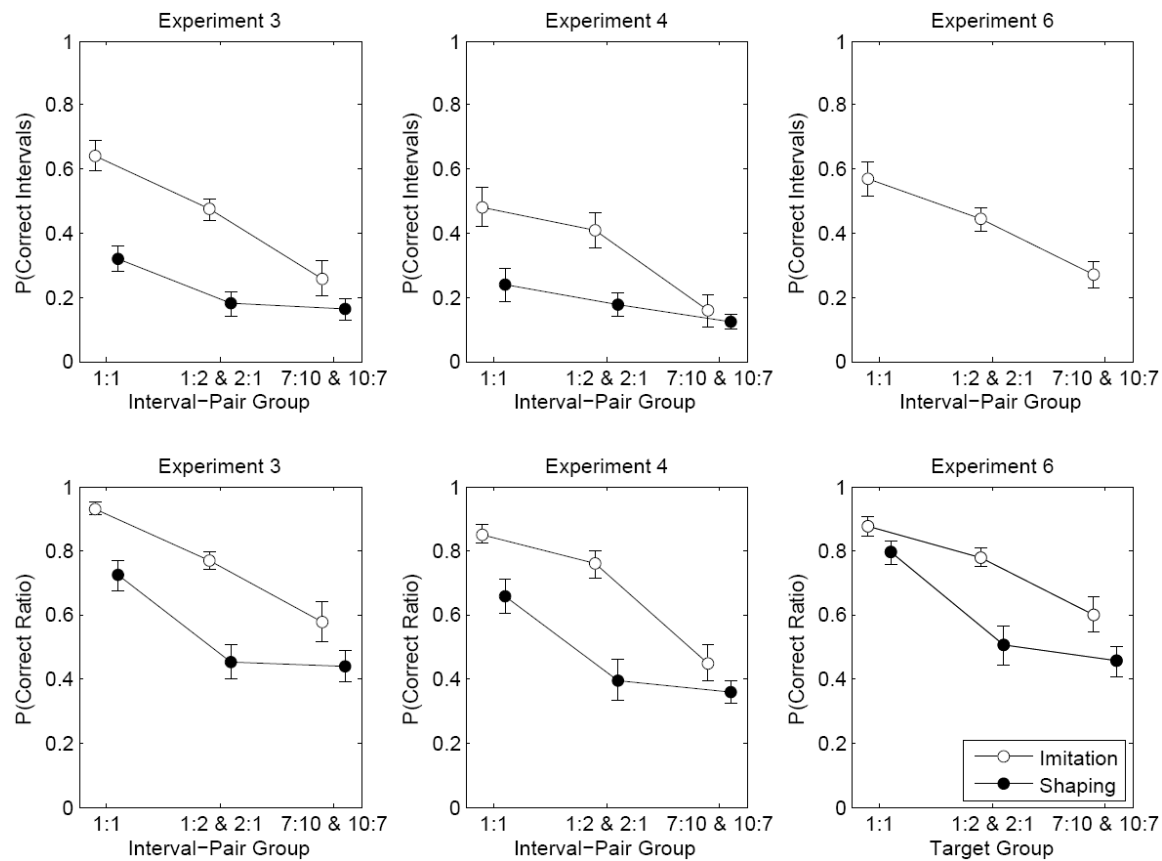 Experiment 3
Experiment 4
Experiment 6
P(Correct Intervals)
1
0.8
0.6
0.4
0.2
0
1:1
1:2 & 2:1
7:10 & 10:7
Interval−Pair Group
P(Correct Intervals)
1
0.8
0.6
0.4
0.2
0
1:1
1:2 & 2:1
7:10 & 10:7
Interval−Pair Group
P(Correct Intervals)
1
0.8
0.6
0.4
0.2
0
1:1
1:2 & 2:1
7:10 & 10:7
Interval−Pair Group
Experiment 3
Experiment 4
Experiment 6
P(Correct Ratio)
1
0.8
0.6
0.4
0.2
0
1:1
1:2 & 2:1
7:10 & 10:7
Interval−Pair Group
P(Correct Ratio)
1
0.8
0.6
0.4
0.2
0
1:1
1:2 & 2:1
7:10 & 10:7
Interval−Pair Group
P(Correct Ratio)
1
0.8
0.6
0.4
0.2
0
Imitation
Shaping
1:1
1:2 & 2:1
7:10 & 10:7
Target Group